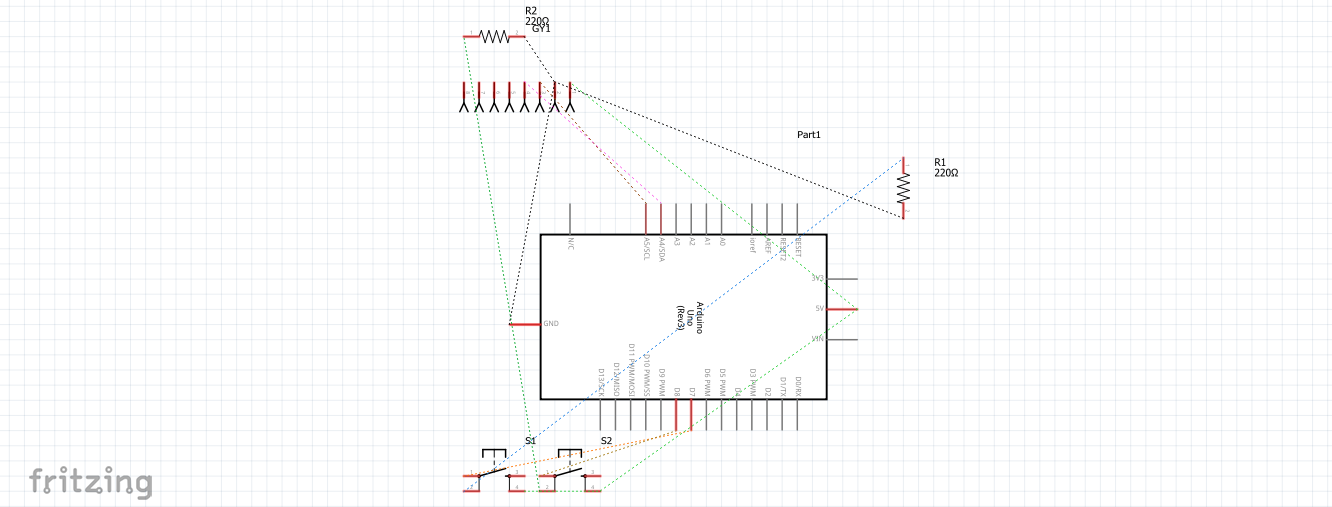 R2
220Ω
GY1
Part1
R1
220Ω
N/C
A5/SCL
A4/SDA
A3
A2
A1
A0
ioref
AREF
RESET2
RESET
3V3
5V
VIN
GND
Arduino
Uno
(Rev3)
D13/SCK
D12/MISO
D11 PWM/MOSI
D10 PWM/SS
D9 PWM
D8
D7
D6 PWM
D5 PWM
D4
D3 PWM
D2
D1/TX
D0/RX
S1
S2
fritzing